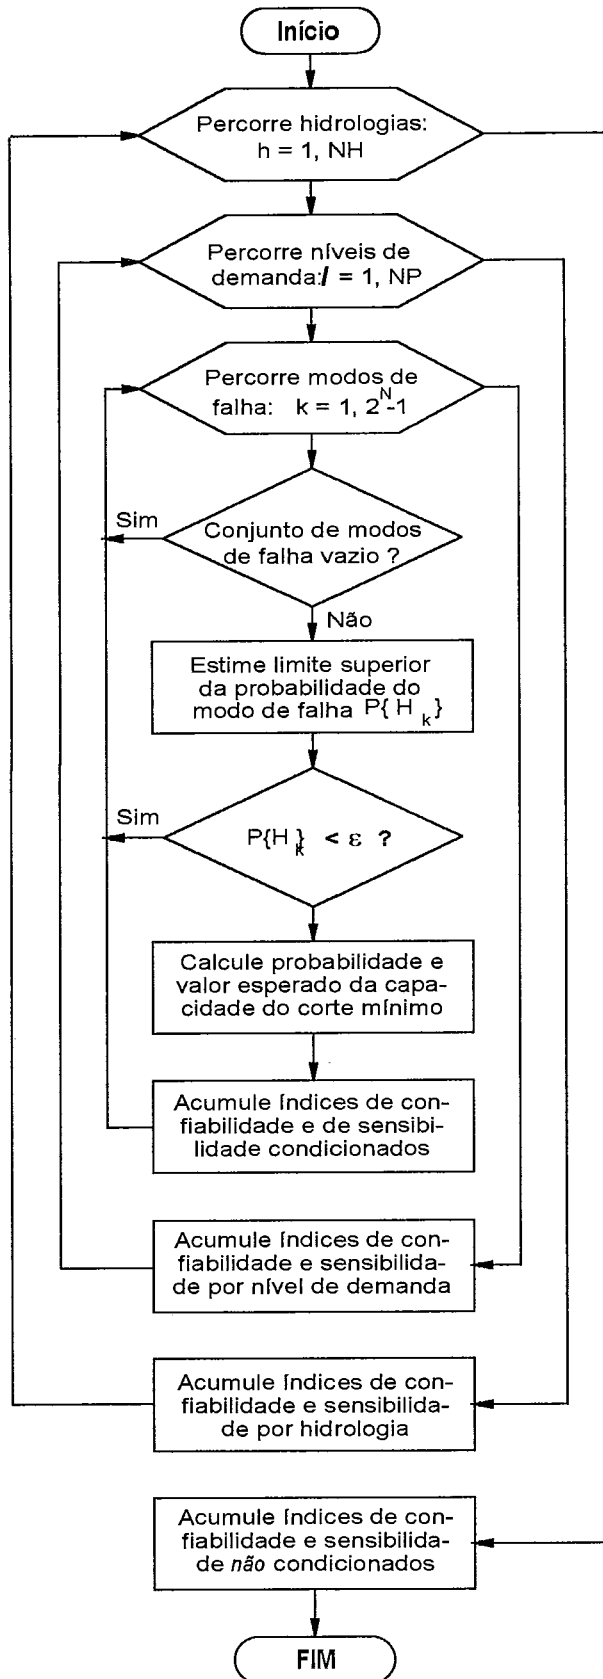 Início
Percorre hidrologias:
h = 1, NH
Percorre níveis de
demanda: l = 1, NP
Percorre modos de
falha: k = 1, 2^N-1
Sim
Conjunto de modos
de falha vazio ?
Não
Estime limite superior
da probabilidade do
modo de falha P{ H_k }
Sim
P{H_k} < ε ?
Calcule probabilidade e
valor esperado da capa-
cidade do corte mínimo
Acumule índices de con-
fiabilidade e de sensibi-
lidade condicionados
Acumule índices de con-
fiabilidade e sensibilida-
de por nível de demanda
Acumule índices de con-
fiabilidade e sensibilida-
de por hidrologia
Acumule índices de con-
fiabilidade e sensibilida-
de não condicionados
FIM